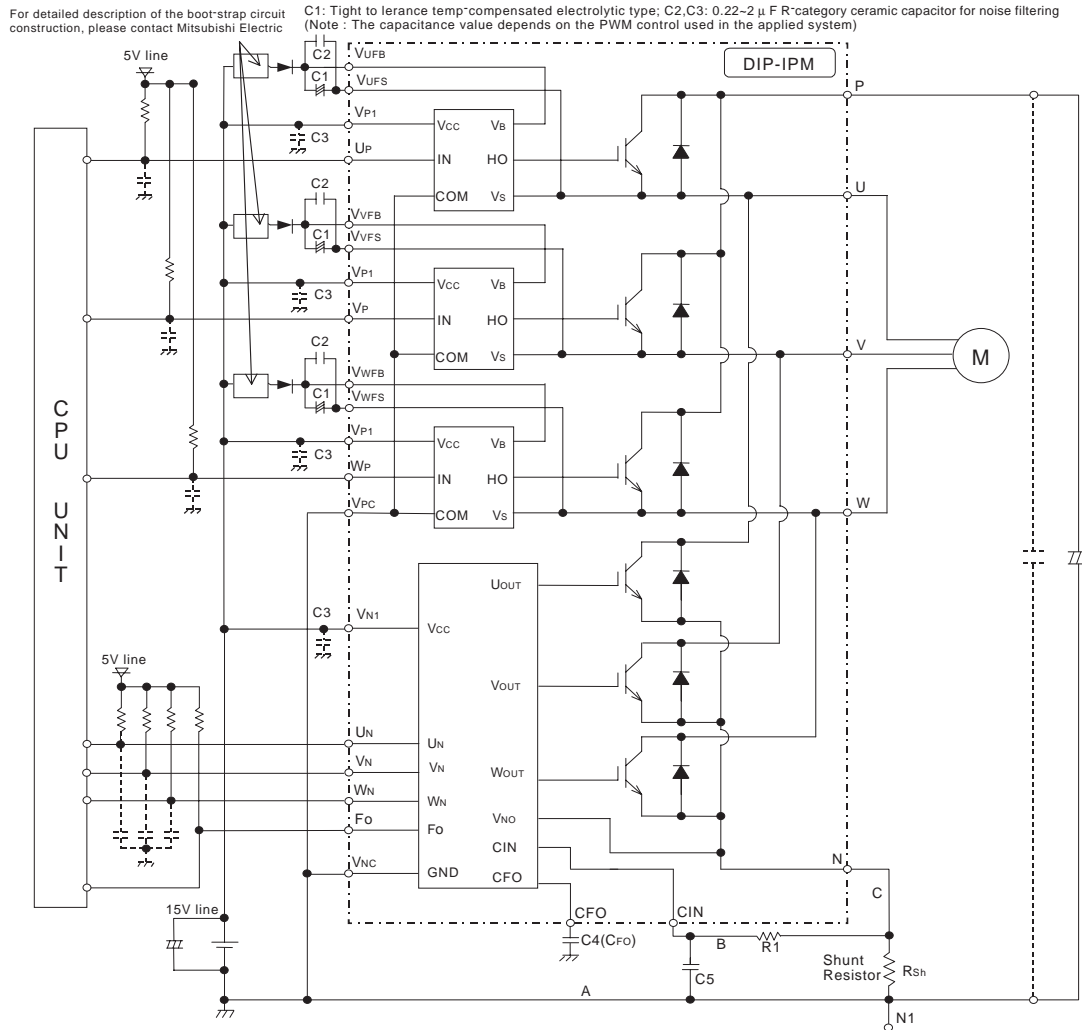 For detailed description of the boot-strap circuit
construction, please contact Mitsubishi Electric
C1: Tight to lerance temp-compensated electrolytic type; C2,C3: 0.22~2 μ F R-category ceramic capacitor for noise filtering
(Note : The capacitance value depends on the PWM control used in the applied system)
DIP-IPM
5V line
C2
C1
VUFB
VUFS
VP1
C3
UP
VCC
IN
COM
VB
HO
VS
P
U
C2
C1
VVFB
VVFS
VP1
C3
VP
VCC
IN
COM
VB
HO
VS
V
M
C2
C1
VWFB
VWFS
VP1
C3
WP
VPC
VCC
IN
COM
VB
HO
VS
W
CPU UNIT
C3
VN1
VCC
UOUT
VOUT
WOUT
VNO
CIN
CFO
5V line
UN
VN
WN
Fo
VNC
UN
VN
WN
Fo
GND
N
C
15V line
CFO
CIN
C4(CFO)
B
R1
C5
Shunt
Resistor
RSh
A
N1